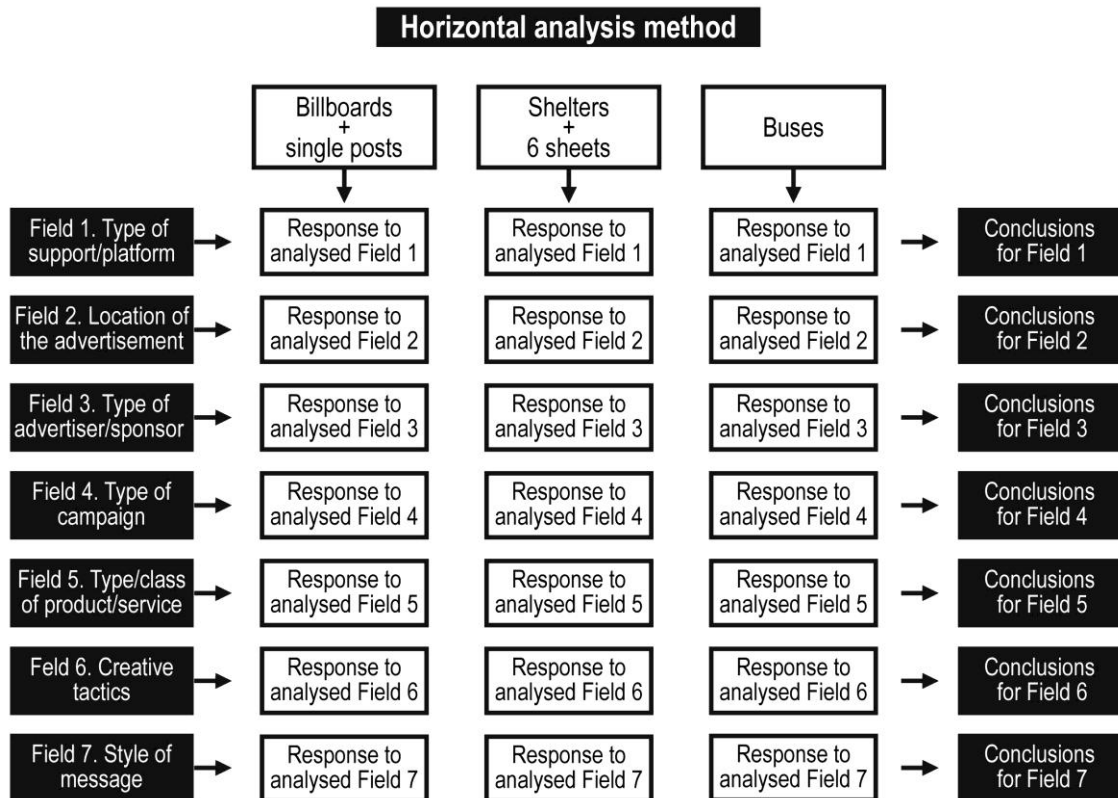 Horizontal analysis method
Billboards
+
single posts
Shelters
+
6 sheets
Buses
Field 1. Type of
support/platform
Response to
analysed Field 1
Response to
analysed Field 1
Response to
analysed Field 1
Conclusions
for Field 1
Field 2. Location of
the advertisement
Response to
analysed Field 2
Response to
analysed Field 2
Response to
analysed Field 2
Conclusions
for Field 2
Field 3. Type of
advertiser/sponsor
Response to
analysed Field 3
Response to
analysed Field 3
Response to
analysed Field 3
Conclusions
for Field 3
Field 4. Type of
campaign
Response to
analysed Field 4
Response to
analysed Field 4
Response to
analysed Field 4
Conclusions
for Field 4
Field 5. Type/class
of product/service
Response to
analysed Field 5
Response to
analysed Field 5
Response to
analysed Field 5
Conclusions
for Field 5
Feld 6. Creative
tactics
Response to
analysed Field 6
Response to
analysed Field 6
Response to
analysed Field 6
Conclusions
for Field 6
Field 7. Style of
message
Response to
analysed Field 7
Response to
analysed Field 7
Response to
analysed Field 7
Conclusions
for Field 7